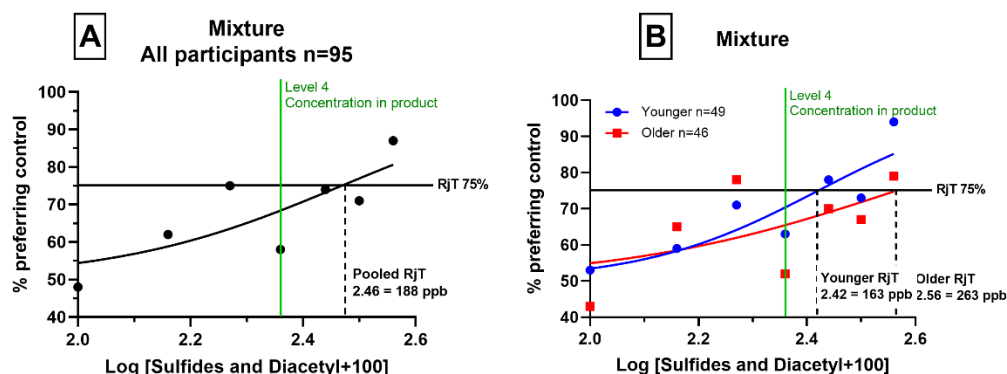 A
Mixture
All participants n=95
Level 4
Concentration in product
100
90
80
70
60
50
40
% preferring control
RjT 75%
Pooled RjT
2.46 = 188 ppb
2.0
2.2
2.4
2.6
Log [Sulfides and Diacetyl+100]
B
Mixture
Level 4
Concentration in product
Younger n=49
Older n=46
100
90
80
70
60
50
40
% preferring control
RjT 75%
Younger RjT
2.42 = 163 ppb
Older RjT
2.56 = 263 ppb
2.0
2.2
2.4
2.6
Log [Sulfides and Diacetyl+100]